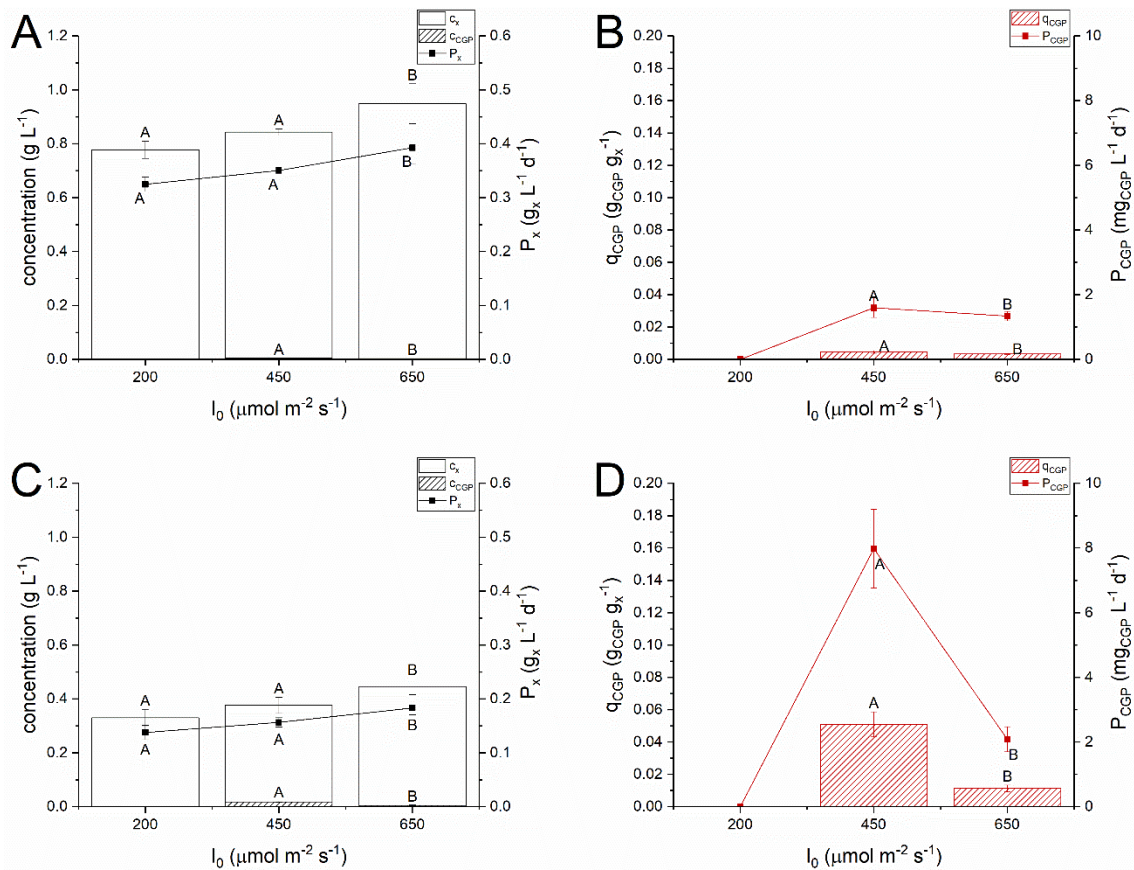 A
c_x
c_CGP
P_x
concentration (g L⁻¹)
1.2
1.0
0.8
0.6
0.4
0.2
0.0
A
A
B
A
A
B
A
B
0.6
0.5
0.4
0.3
0.2
0.1
0.0
P_x (g_x L⁻¹ d⁻¹)
200 450 650
I₀ (μmol m⁻² s⁻¹)
B
q_CGP
P_CGP
q_CGP (g_CGP g_x⁻¹)
0.20
0.18
0.16
0.14
0.12
0.10
0.08
0.06
0.04
0.02
0.00
A
B
A
B
10
8
6
4
2
0
P_CGP (mg_CGP L⁻¹ d⁻¹)
200 450 650
I₀ (μmol m⁻² s⁻¹)
C
c_x
c_CGP
P_x
concentration (g L⁻¹)
1.2
1.0
0.8
0.6
0.4
0.2
0.0
A
A
B
A
A
B
A
B
0.6
0.5
0.4
0.3
0.2
0.1
0.0
P_x (g_x L⁻¹ d⁻¹)
200 450 650
I₀ (μmol m⁻² s⁻¹)
D
q_CGP
P_CGP
q_CGP (g_CGP g_x⁻¹)
0.20
0.18
0.16
0.14
0.12
0.10
0.08
0.06
0.04
0.02
0.00
A
A
B
B
10
8
6
4
2
0
P_CGP (mg_CGP L⁻¹ d⁻¹)
200 450 650
I₀ (μmol m⁻² s⁻¹)